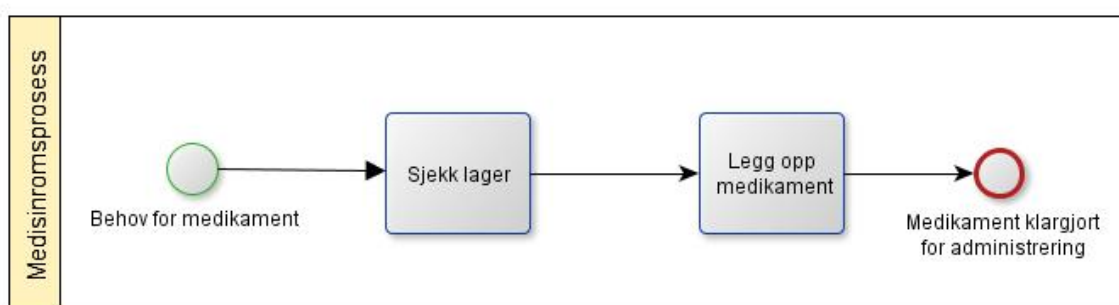 Medisinromsprosess
Behov for medikament
Sjekk lager
Legg opp
medikament
Medikament klargjort
for administrering